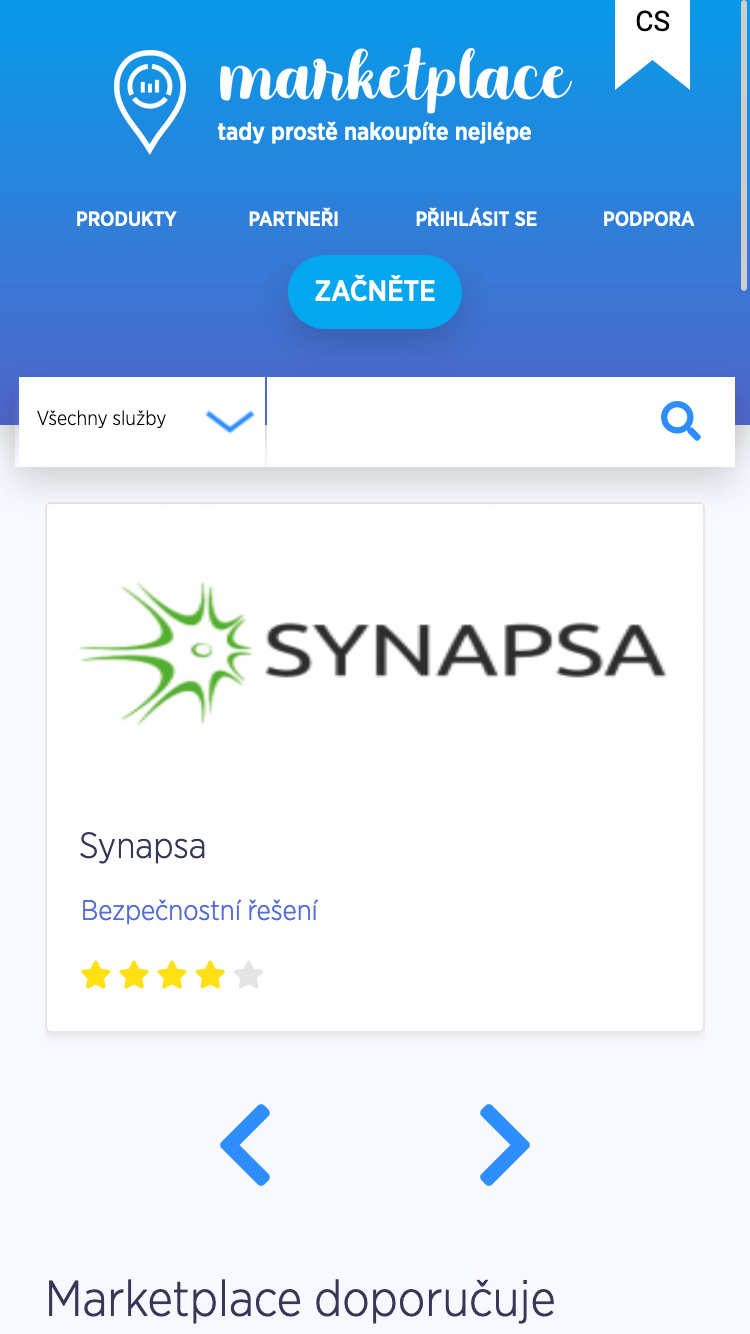 CS
marketplace
tady prostě nakoupíte nejlépe
PRODUKTY PARTNEŘI PŘIHLÁSIT SE PODPORA
ZAČNĚTE
Všechny služby
SYNAPSA
Synapsa
Bezpečnostní řešení
Marketplace doporučuje